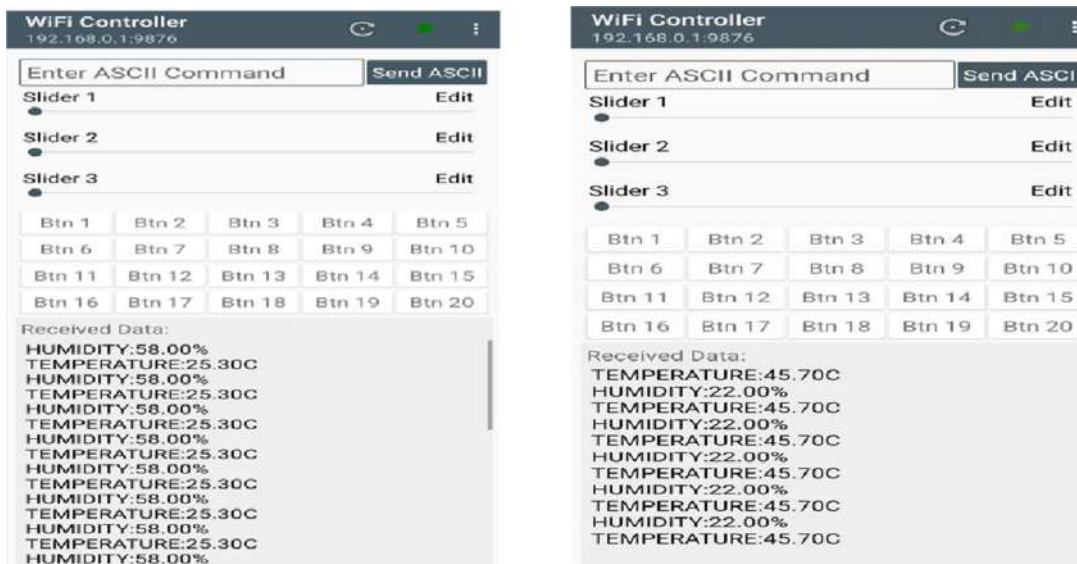 WiFi Controller
192.168.0.1:9876
Enter ASCII Command Send ASCII
Slider 1 Edit
Slider 2 Edit
Slider 3 Edit
Btn 1 Btn 2 Btn 3 Btn 4 Btn 5
Btn 6 Btn 7 Btn 8 Btn 9 Btn 10
Btn 11 Btn 12 Btn 13 Btn 14 Btn 15
Btn 16 Btn 17 Btn 18 Btn 19 Btn 20
Received Data:
HUMIDITY:58.00%
TEMPERATURE:25.30C
HUMIDITY:58.00%
TEMPERATURE:25.30C
HUMIDITY:58.00%
TEMPERATURE:25.30C
HUMIDITY:58.00%
TEMPERATURE:25.30C
HUMIDITY:58.00%
TEMPERATURE:25.30C
HUMIDITY:58.00%
TEMPERATURE:25.30C
HUMIDITY:58.00%
TEMPERATURE:25.30C
HUMIDITY:58.00%
WiFi Controller
192.168.0.1:9876
Enter ASCII Command Send ASCI
Slider 1 Edit
Slider 2 Edit
Slider 3 Edit
Btn 1 Btn 2 Btn 3 Btn 4 Btn 5
Btn 6 Btn 7 Btn 8 Btn 9 Btn 10
Btn 11 Btn 12 Btn 13 Btn 14 Btn 15
Btn 16 Btn 17 Btn 18 Btn 19 Btn 20
Received Data:
TEMPERATURE:45.70C
HUMIDITY:22.00%
TEMPERATURE:45.70C
HUMIDITY:22.00%
TEMPERATURE:45.70C
HUMIDITY:22.00%
TEMPERATURE:45.70C
HUMIDITY:22.00%
TEMPERATURE:45.70C
HUMIDITY:22.00%
TEMPERATURE:45.70C